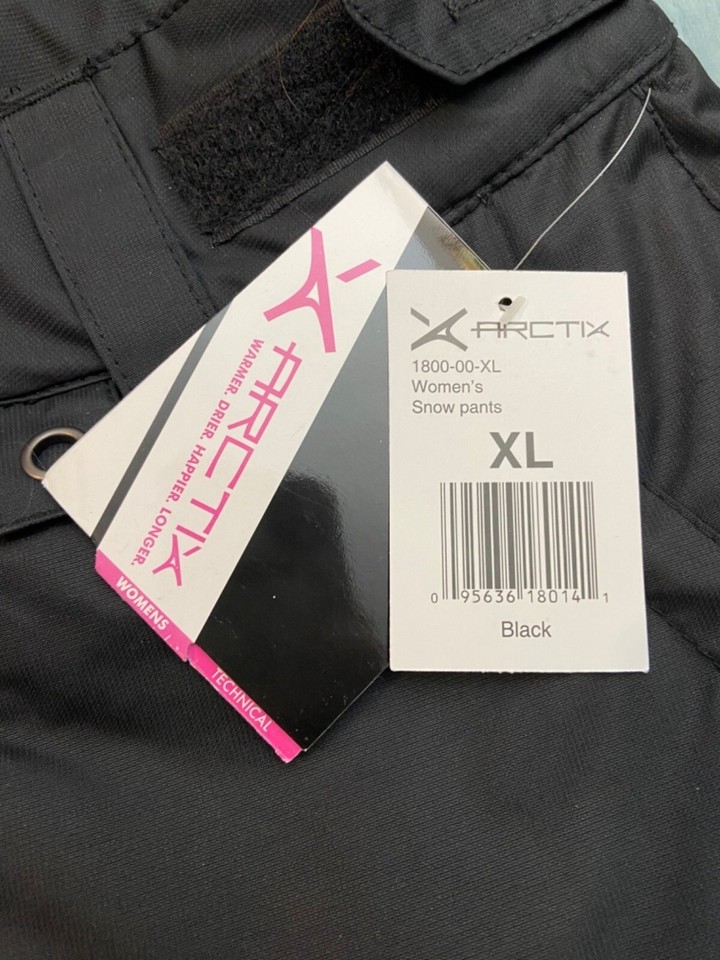 ARCTIX
WARMER. DRIER. HAPPIER. LONGER.
WOMENS
TECHNICAL
ARCTIX
1800-00-XL
Women's
Snow pants
XL
0 95636 18014 1
Black